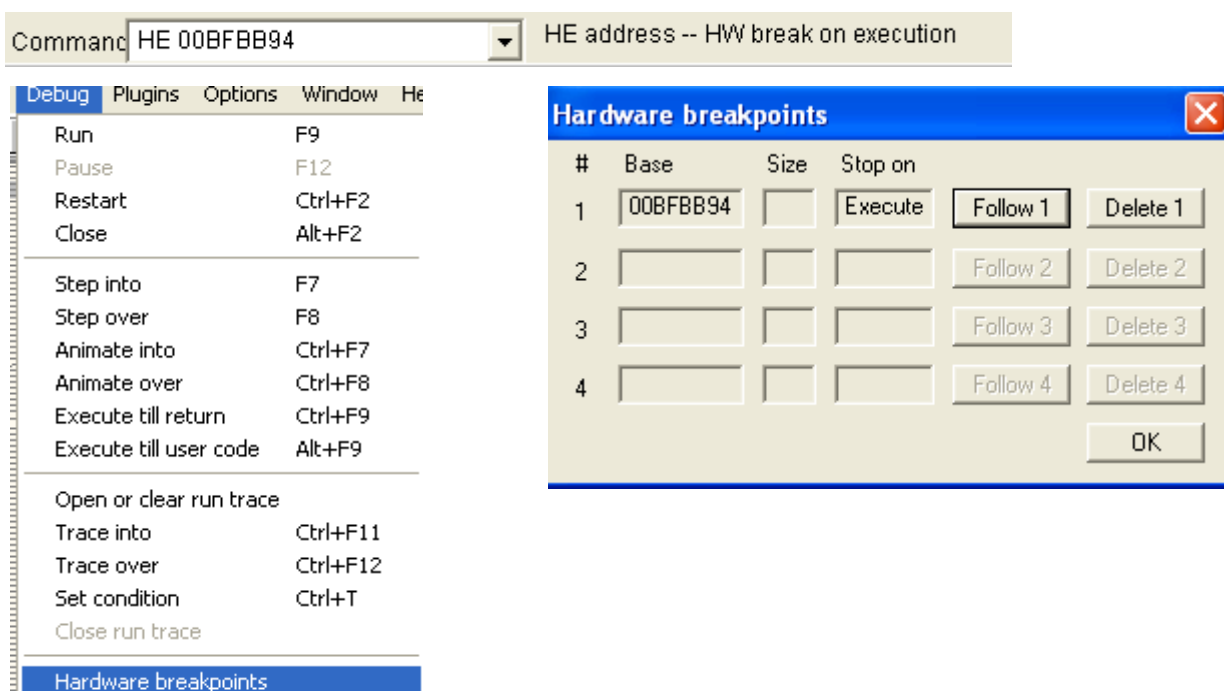 Command HE 00BFBB94 HE address -- HW break on execution
Debug Plugins Options Window He
Run F9
Pause F12
Restart Ctrl+F2
Close Alt+F2
Step into F7
Step over F8
Animate into Ctrl+F7
Animate over Ctrl+F8
Execute till return Ctrl+F9
Execute till user code Alt+F9
Open or clear run trace
Trace into Ctrl+F11
Trace over Ctrl+F12
Set condition Ctrl+T
Close run trace
Hardware breakpoints
Hardware breakpoints
# Base Size Stop on
1 00BFBB94 Execute Follow 1 Delete 1
2 Follow 2 Delete 2
3 Follow 3 Delete 3
4 Follow 4 Delete 4
OK